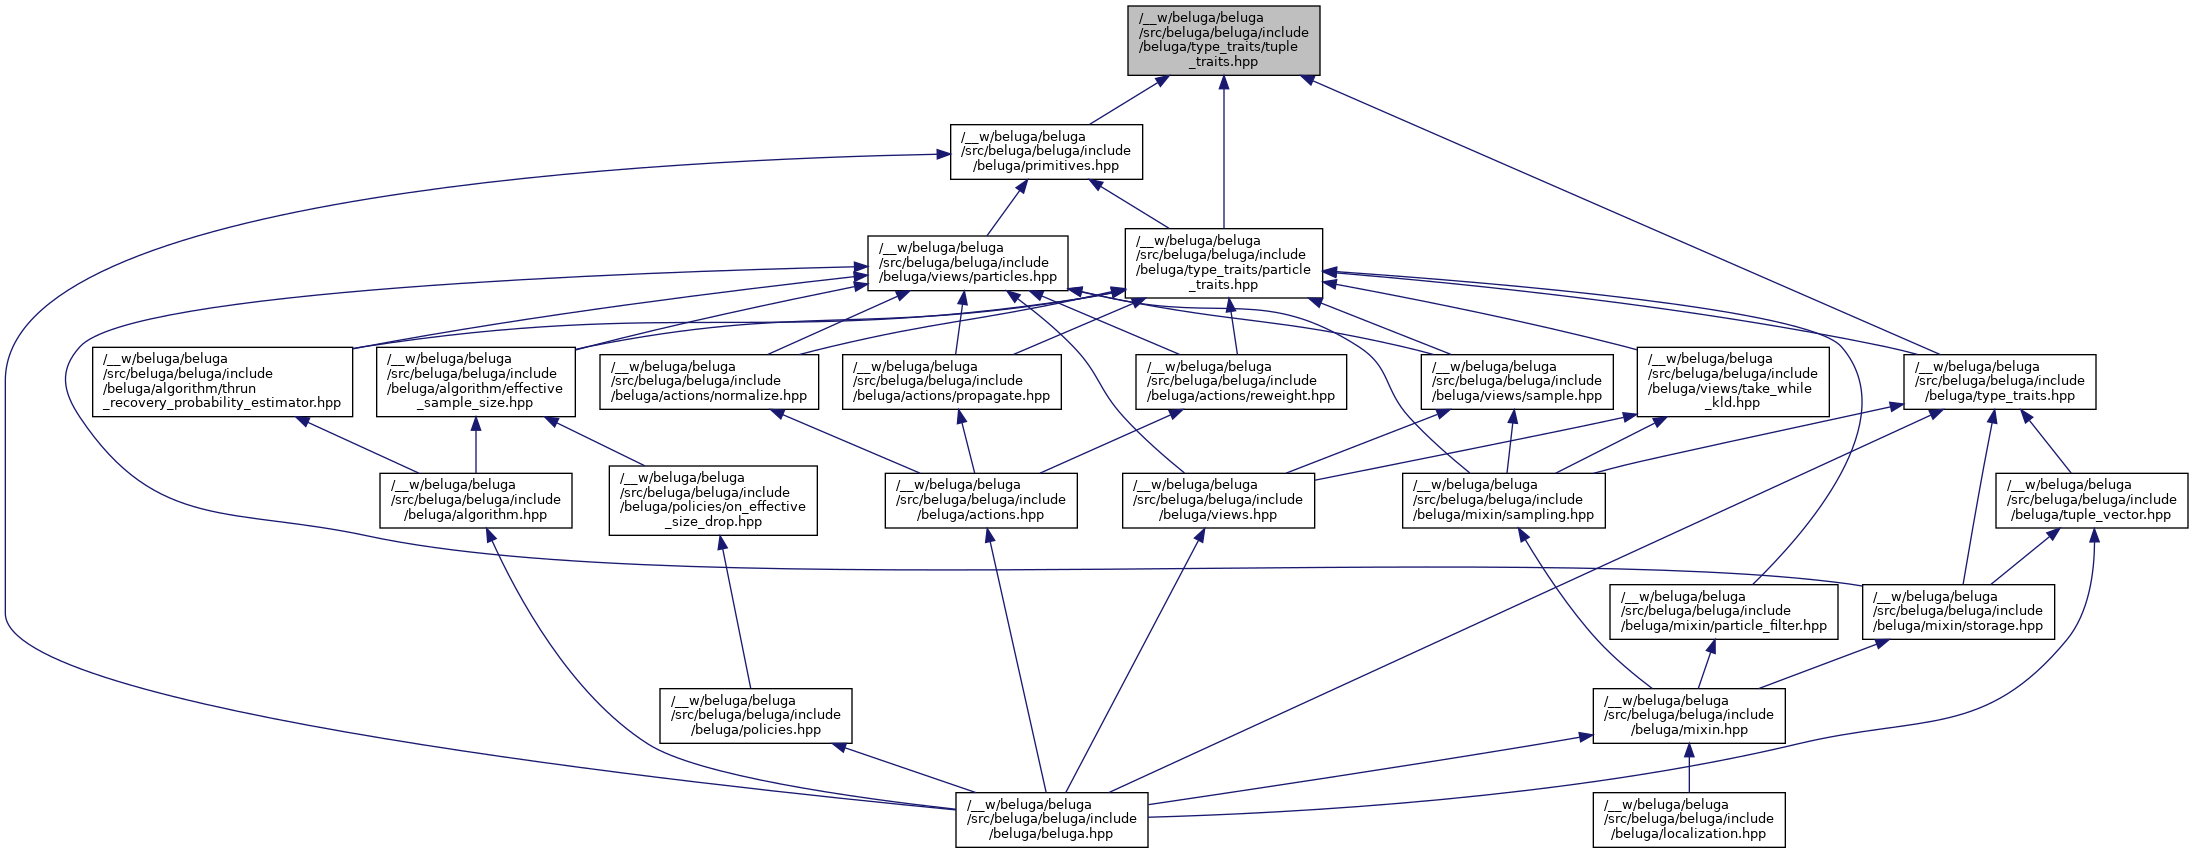 /__w/beluga/beluga
/src/beluga/beluga/include
/beluga/type_traits/tuple
_traits.hpp
/__w/beluga/beluga
/src/beluga/beluga/include
/beluga/primitives.hpp
/__w/beluga/beluga
/src/beluga/beluga/include
/beluga/views/particles.hpp
/__w/beluga/beluga
/src/beluga/beluga/include
/beluga/type_traits/particle
_traits.hpp
/__w/beluga/beluga
/src/beluga/beluga/include
/beluga/algorithm/thrun
_recovery_probability_estimator.hpp
/__w/beluga/beluga
/src/beluga/beluga/include
/beluga/algorithm/effective
_sample_size.hpp
/__w/beluga/beluga
/src/beluga/beluga/include
/beluga/actions/normalize.hpp
/__w/beluga/beluga
/src/beluga/beluga/include
/beluga/actions/propagate.hpp
/__w/beluga/beluga
/src/beluga/beluga/include
/beluga/actions/reweight.hpp
/__w/beluga/beluga
/src/beluga/beluga/include
/beluga/views/sample.hpp
/__w/beluga/beluga
/src/beluga/beluga/include
/beluga/views/take_while
_kld.hpp
/__w/beluga/beluga
/src/beluga/beluga/include
/beluga/type_traits.hpp
/__w/beluga/beluga
/src/beluga/beluga/include
/beluga/algorithm.hpp
/__w/beluga/beluga
/src/beluga/beluga/include
/beluga/policies/on_effective
_size_drop.hpp
/__w/beluga/beluga
/src/beluga/beluga/include
/beluga/actions.hpp
/__w/beluga/beluga
/src/beluga/beluga/include
/beluga/views.hpp
/__w/beluga/beluga
/src/beluga/beluga/include
/beluga/mixin/sampling.hpp
/__w/beluga/beluga
/src/beluga/beluga/include
/beluga/tuple_vector.hpp
/__w/beluga/beluga
/src/beluga/beluga/include
/beluga/mixin/particle_filter.hpp
/__w/beluga/beluga
/src/beluga/beluga/include
/beluga/mixin/storage.hpp
/__w/beluga/beluga
/src/beluga/beluga/include
/beluga/policies.hpp
/__w/beluga/beluga
/src/beluga/beluga/include
/beluga/mixin.hpp
/__w/beluga/beluga
/src/beluga/beluga/include
/beluga/beluga.hpp
/__w/beluga/beluga
/src/beluga/beluga/include
/beluga/localization.hpp